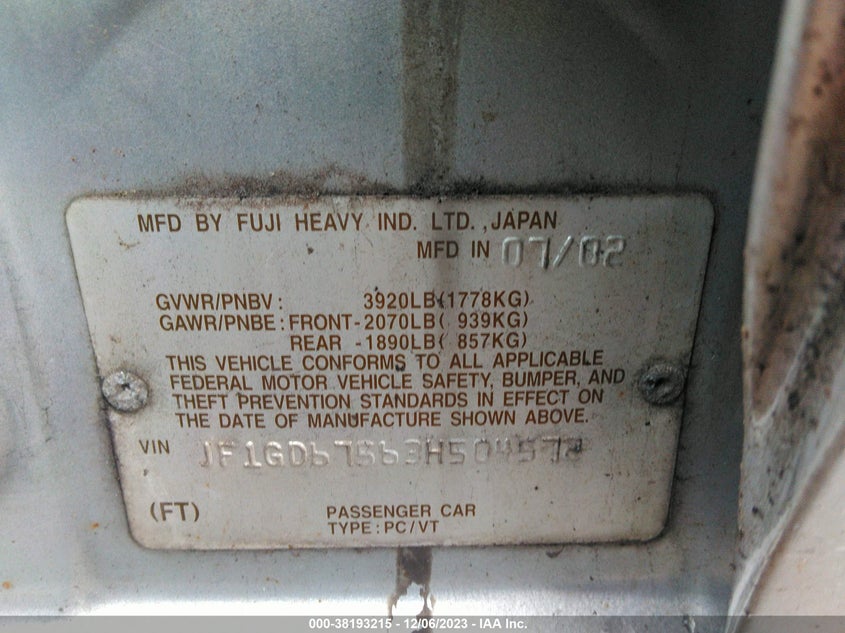 MFD BY FUJI HEAVY IND. LTD., JAPAN
MFD IN 07/02
GVWR/PNBV: 3920LB(1778KG)
GAWR/PNBE: FRONT-2070LB( 939KG)
REAR -1890LB( 857KG)
THIS VEHICLE CONFORMS TO ALL APPLICABLE
FEDERAL MOTOR VEHICLE SAFETY, BUMPER, AND
THEFT PREVENTION STANDARDS IN EFFECT ON
THE DATE OF MANUFACTURE SHOWN ABOVE.
VIN JF1GD67563H504572
(FT) PASSENGER CAR
TYPE: PC/VT
000-38193215 - 12/06/2023 - IAA Inc.